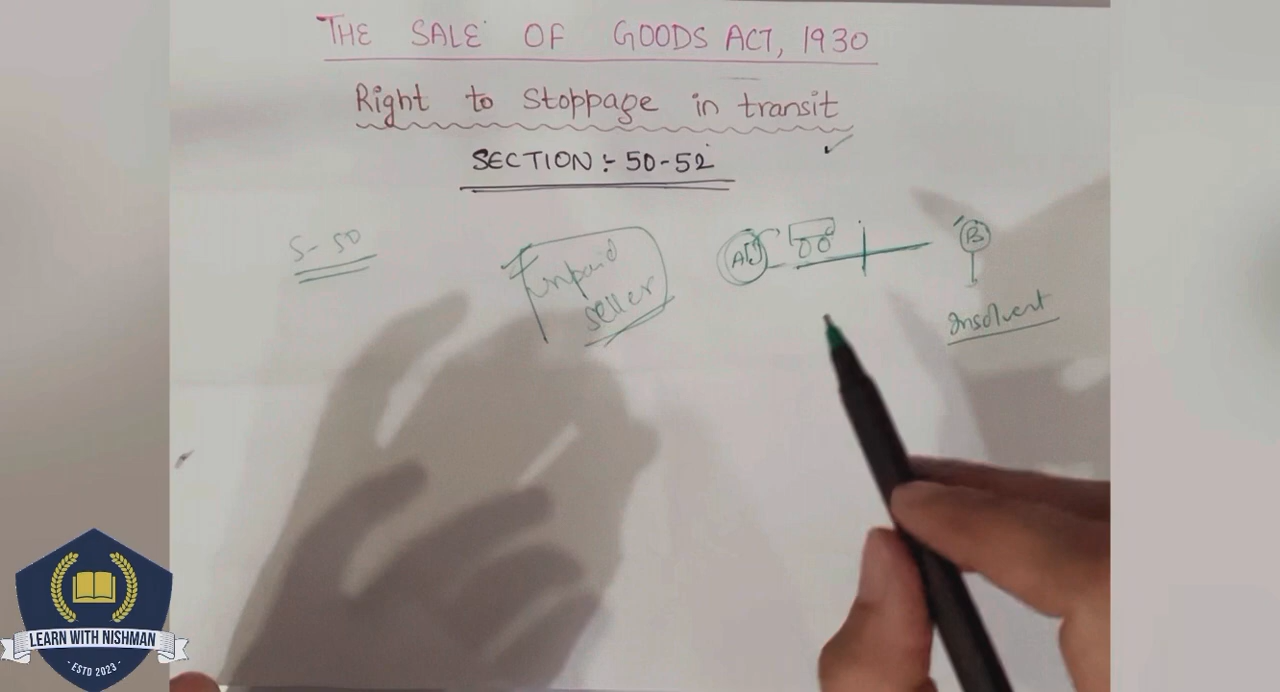 THE SALE OF GOODS ACT, 1930
Right to Stoppage in transit
SECTION :- 50-52
S-50
unpaid
seller
A
B
Insolvent
LEARN WITH NISHMAN
· ESTD 2023 ·